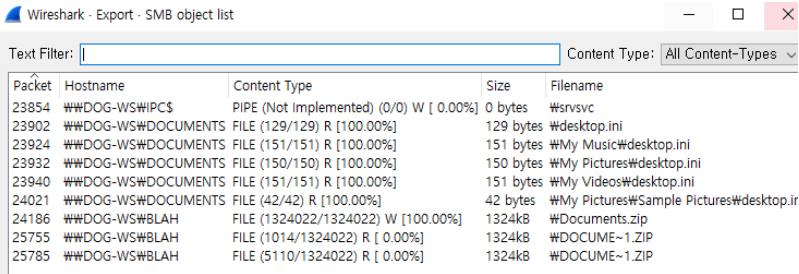 Wireshark · Export · SMB object list
Text Filter: Content Type: All Content-Types
Packet Hostname Content Type Size Filename
23854 ₩₩DOG-WS₩IPC$ PIPE (Not Implemented) (0/0) W [ 0.00%] 0 bytes ₩srvsvc
23902 ₩₩DOG-WS₩DOCUMENTS FILE (129/129) R [100.00%] 129 bytes ₩desktop.ini
23924 ₩₩DOG-WS₩DOCUMENTS FILE (151/151) R [100.00%] 151 bytes ₩My Music₩desktop.ini
23932 ₩₩DOG-WS₩DOCUMENTS FILE (150/150) R [100.00%] 150 bytes ₩My Pictures₩desktop.ini
23940 ₩₩DOG-WS₩DOCUMENTS FILE (151/151) R [100.00%] 151 bytes ₩My Videos₩desktop.ini
24021 ₩₩DOG-WS₩DOCUMENTS FILE (42/42) R [100.00%] 42 bytes ₩My Pictures₩Sample Pictures₩desktop.in
24186 ₩₩DOG-WS₩BLAH FILE (1324022/1324022) W [100.00%] 1324kB ₩Documents.zip
25755 ₩₩DOG-WS₩BLAH FILE (1014/1324022) R [ 0.00%] 1324kB ₩DOCUME~1.ZIP
25785 ₩₩DOG-WS₩BLAH FILE (5110/1324022) R [ 0.00%] 1324kB ₩DOCUME~1.ZIP